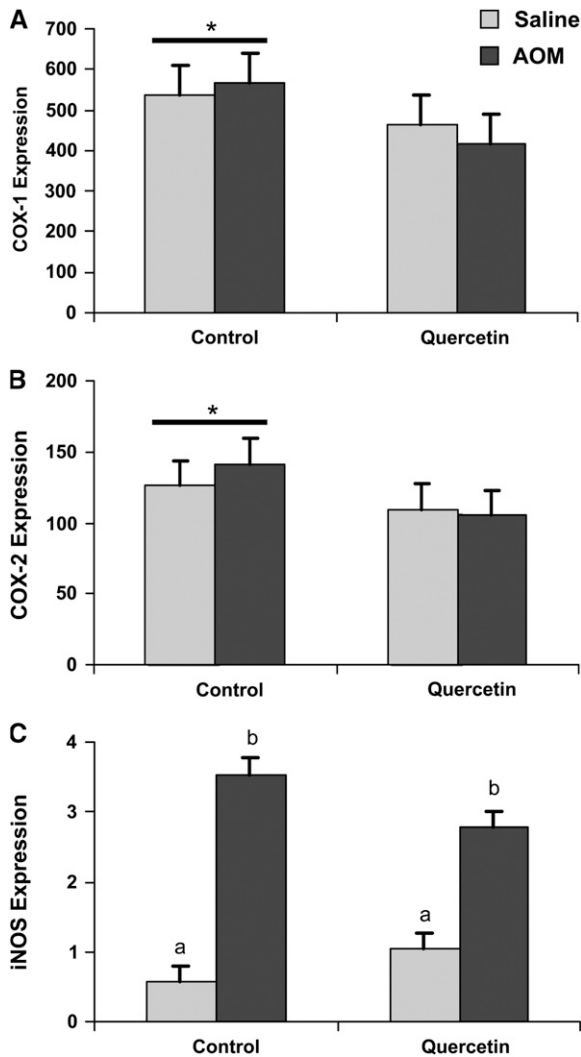 A
Saline
AOM
*
COX-1 Expression
700
600
500
400
300
200
100
0
Control
Quercetin
B
*
COX-2 Expression
200
150
100
50
0
Control
Quercetin
C
iNOS Expression
4
3
2
1
0
a
b
a
b
Control
Quercetin